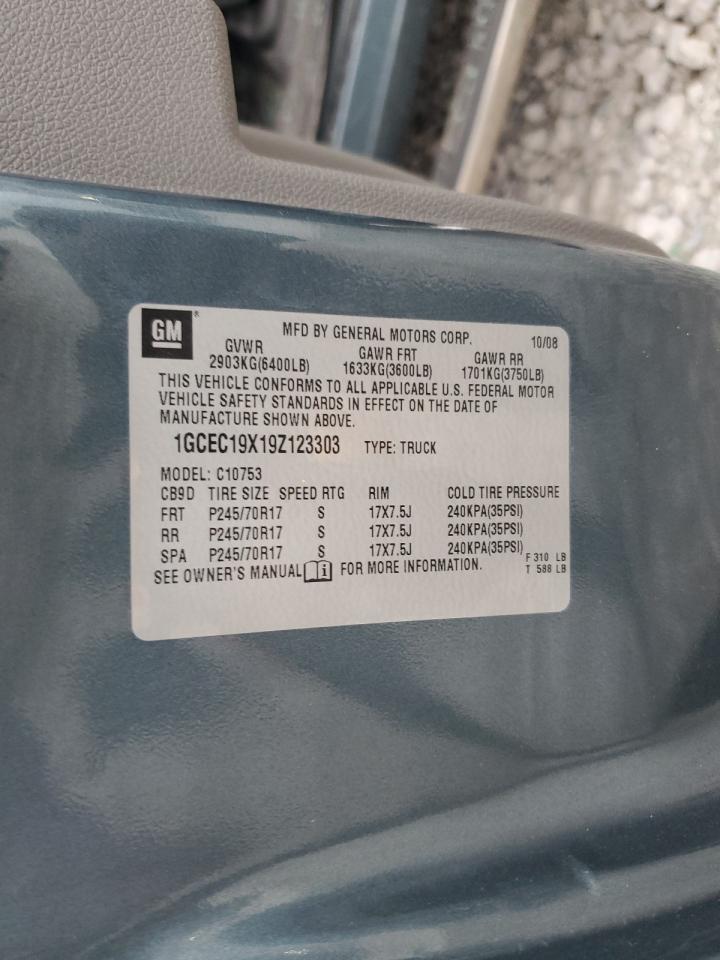 GM®
MFD BY GENERAL MOTORS CORP. 10/08
GVWR GAWR FRT GAWR RR
2903KG(6400LB) 1633KG(3600LB) 1701KG(3750LB)
THIS VEHICLE CONFORMS TO ALL APPLICABLE U.S. FEDERAL MOTOR
VEHICLE SAFETY STANDARDS IN EFFECT ON THE DATE OF
MANUFACTURE SHOWN ABOVE.
1GCEC19X19Z123303 TYPE: TRUCK
MODEL: C10753
CB9D TIRE SIZE SPEED RTG RIM COLD TIRE PRESSURE
FRT P245/70R17 S 17X7.5J 240KPA(35PSI)
RR P245/70R17 S 17X7.5J 240KPA(35PSI)
SPA P245/70R17 S 17X7.5J 240KPA(35PSI) F 310 LB
SEE OWNER'S MANUAL i FOR MORE INFORMATION. T 588 LB